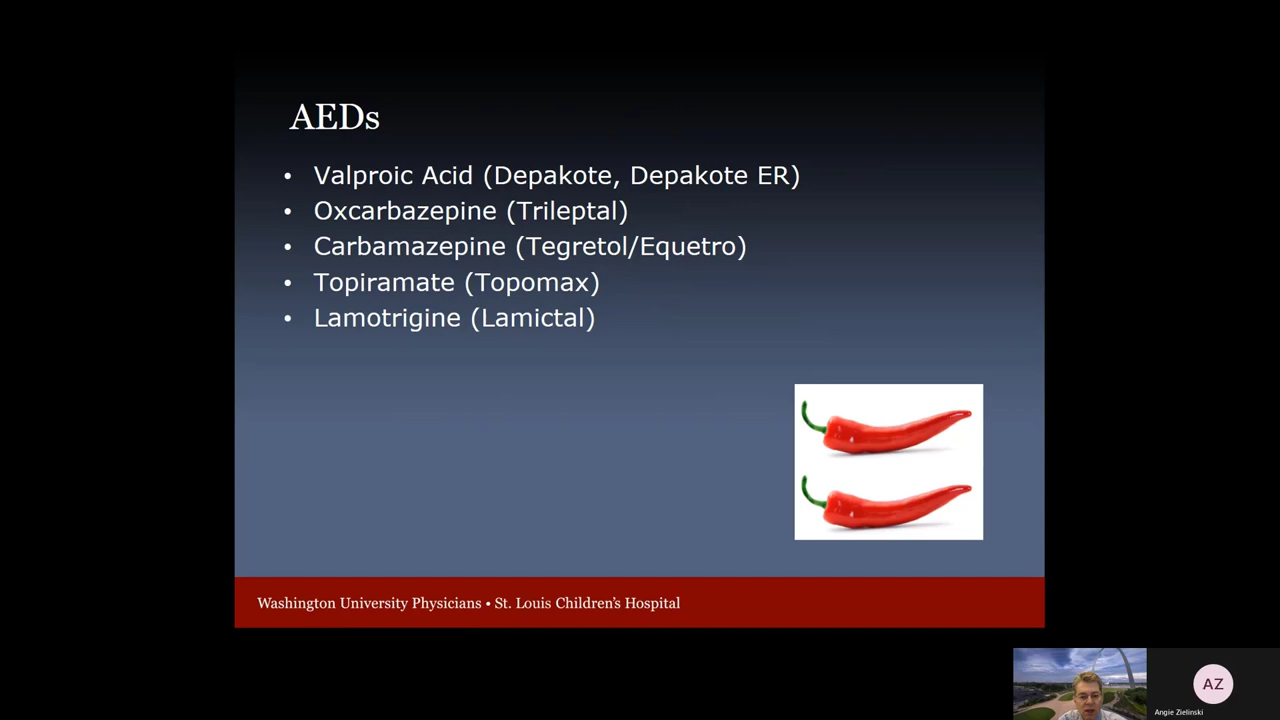 AEDs
• Valproic Acid (Depakote, Depakote ER)
• Oxcarbazepine (Trileptal)
• Carbamazepine (Tegretol/Equetro)
• Topiramate (Topomax)
• Lamotrigine (Lamictal)
Washington University Physicians • St. Louis Children's Hospital
AZ
Angie Zielinski